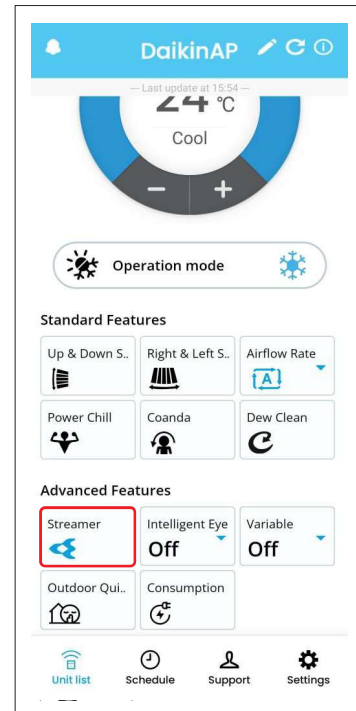 DaikinAP
Last update at 15:54
24 °C
Cool
− +
Operation mode
Standard Features
Up & Down S..
Right & Left S..
Airflow Rate
A
Power Chill
Coanda
Dew Clean
Advanced Features
Streamer
Intelligent Eye
Off
Variable
Off
Outdoor Qui..
Consumption
Unit list
Schedule
Support
Settings